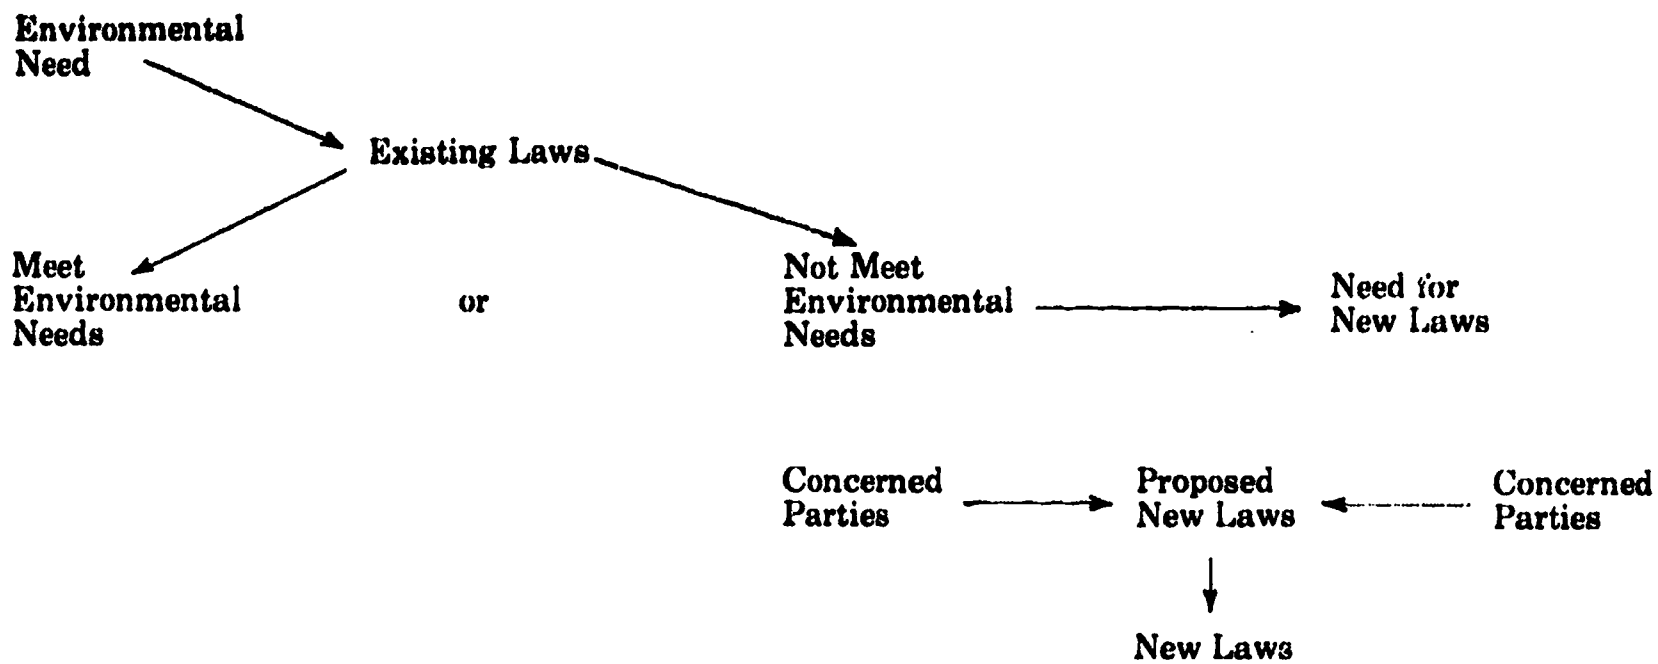 Environmental
Need
Existing Laws
Meet
Environmental
Needs
or
Not Meet
Environmental
Needs
Need for
New Laws
Concerned
Parties
Proposed
New Laws
Concerned
Parties
New Laws